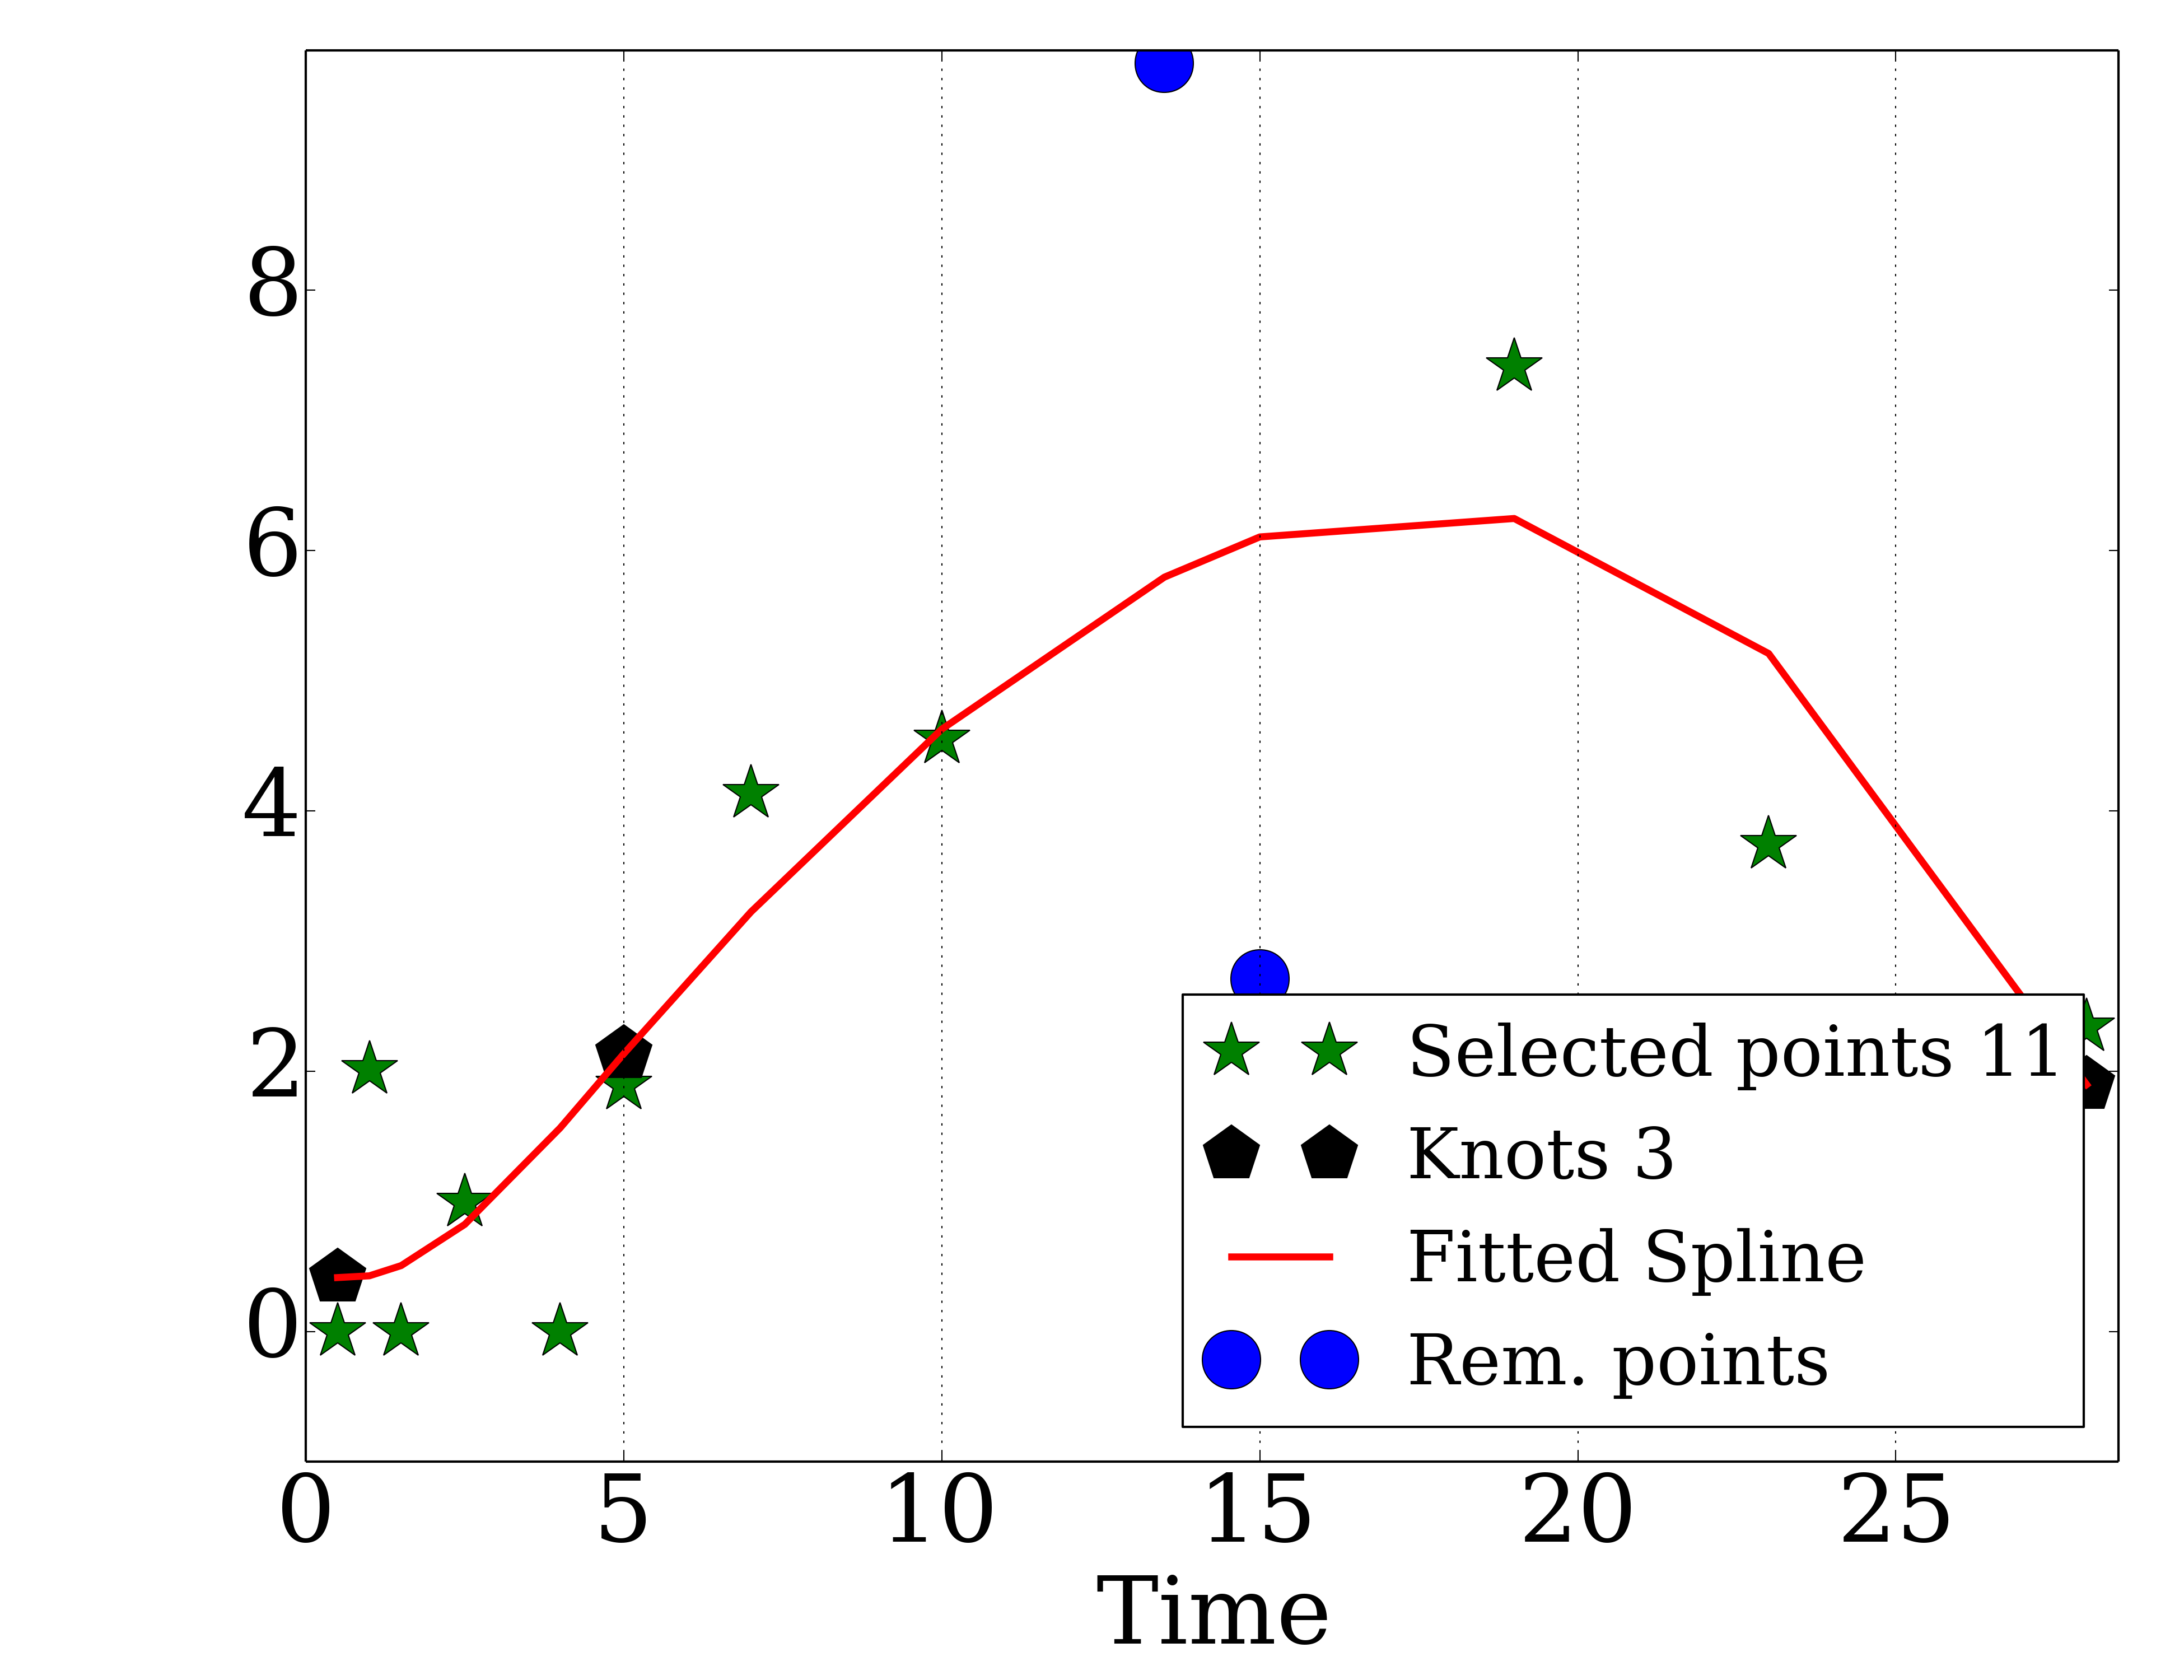 8
6
4
2
0
0 5 10 15 20 25
Time
Selected points 11
Knots 3
Fitted Spline
Rem. points